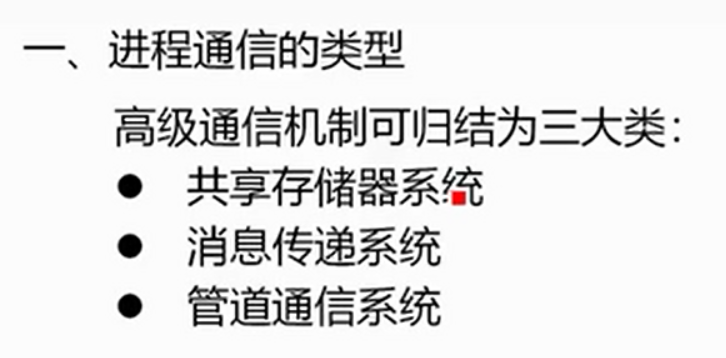 一、进程通信的类型
高级通信机制可归结为三大类：
● 共享存储器系统
● 消息传递系统
● 管道通信系统